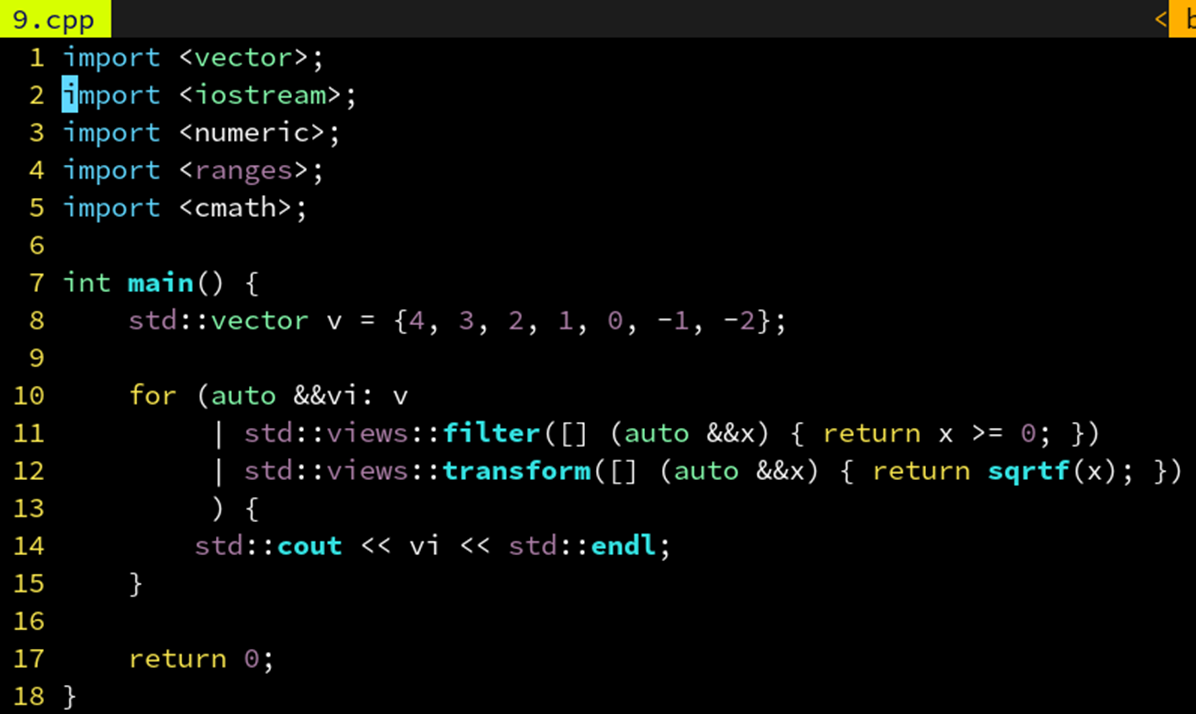 9.cpp < b
1 import <vector>;
2 import <iostream>;
3 import <numeric>;
4 import <ranges>;
5 import <cmath>;
6
7 int main() {
8     std::vector v = {4, 3, 2, 1, 0, -1, -2};
9
10     for (auto &&vi: v
11          | std::views::filter([] (auto &&x) { return x >= 0; })
12          | std::views::transform([] (auto &&x) { return sqrtf(x); })
13          ) {
14         std::cout << vi << std::endl;
15     }
16
17     return 0;
18 }